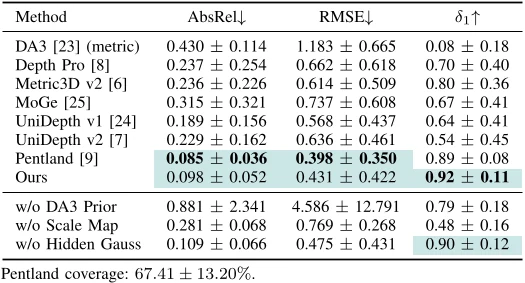 Method AbsRel↓ RMSE↓ δ1↑
DA3 [23] (metric) 0.430 ± 0.114 1.183 ± 0.665 0.08 ± 0.18
Depth Pro [8] 0.237 ± 0.254 0.662 ± 0.618 0.70 ± 0.40
Metric3D v2 [6] 0.236 ± 0.226 0.614 ± 0.509 0.80 ± 0.36
MoGe [25] 0.315 ± 0.321 0.737 ± 0.608 0.67 ± 0.41
UniDepth v1 [24] 0.189 ± 0.156 0.568 ± 0.437 0.64 ± 0.41
UniDepth v2 [7] 0.229 ± 0.162 0.636 ± 0.461 0.54 ± 0.45
Pentland [9] 0.085 ± 0.036 0.398 ± 0.350 0.89 ± 0.08
Ours 0.098 ± 0.052 0.431 ± 0.422 0.92 ± 0.11
w/o DA3 Prior 0.881 ± 2.341 4.586 ± 12.791 0.79 ± 0.18
w/o Scale Map 0.281 ± 0.068 0.769 ± 0.268 0.48 ± 0.16
w/o Hidden Gauss 0.109 ± 0.066 0.475 ± 0.431 0.90 ± 0.12
Pentland coverage: 67.41 ± 13.20%.